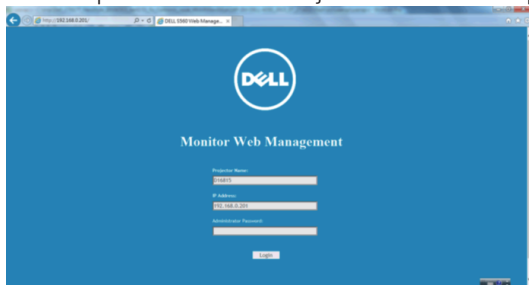 http://192.168.0.201/
DELL S560 Web Manage...
DELL
Monitor Web Management
Projector Name:
IP Address:
192.168.0.201
Administrator Password:
Login